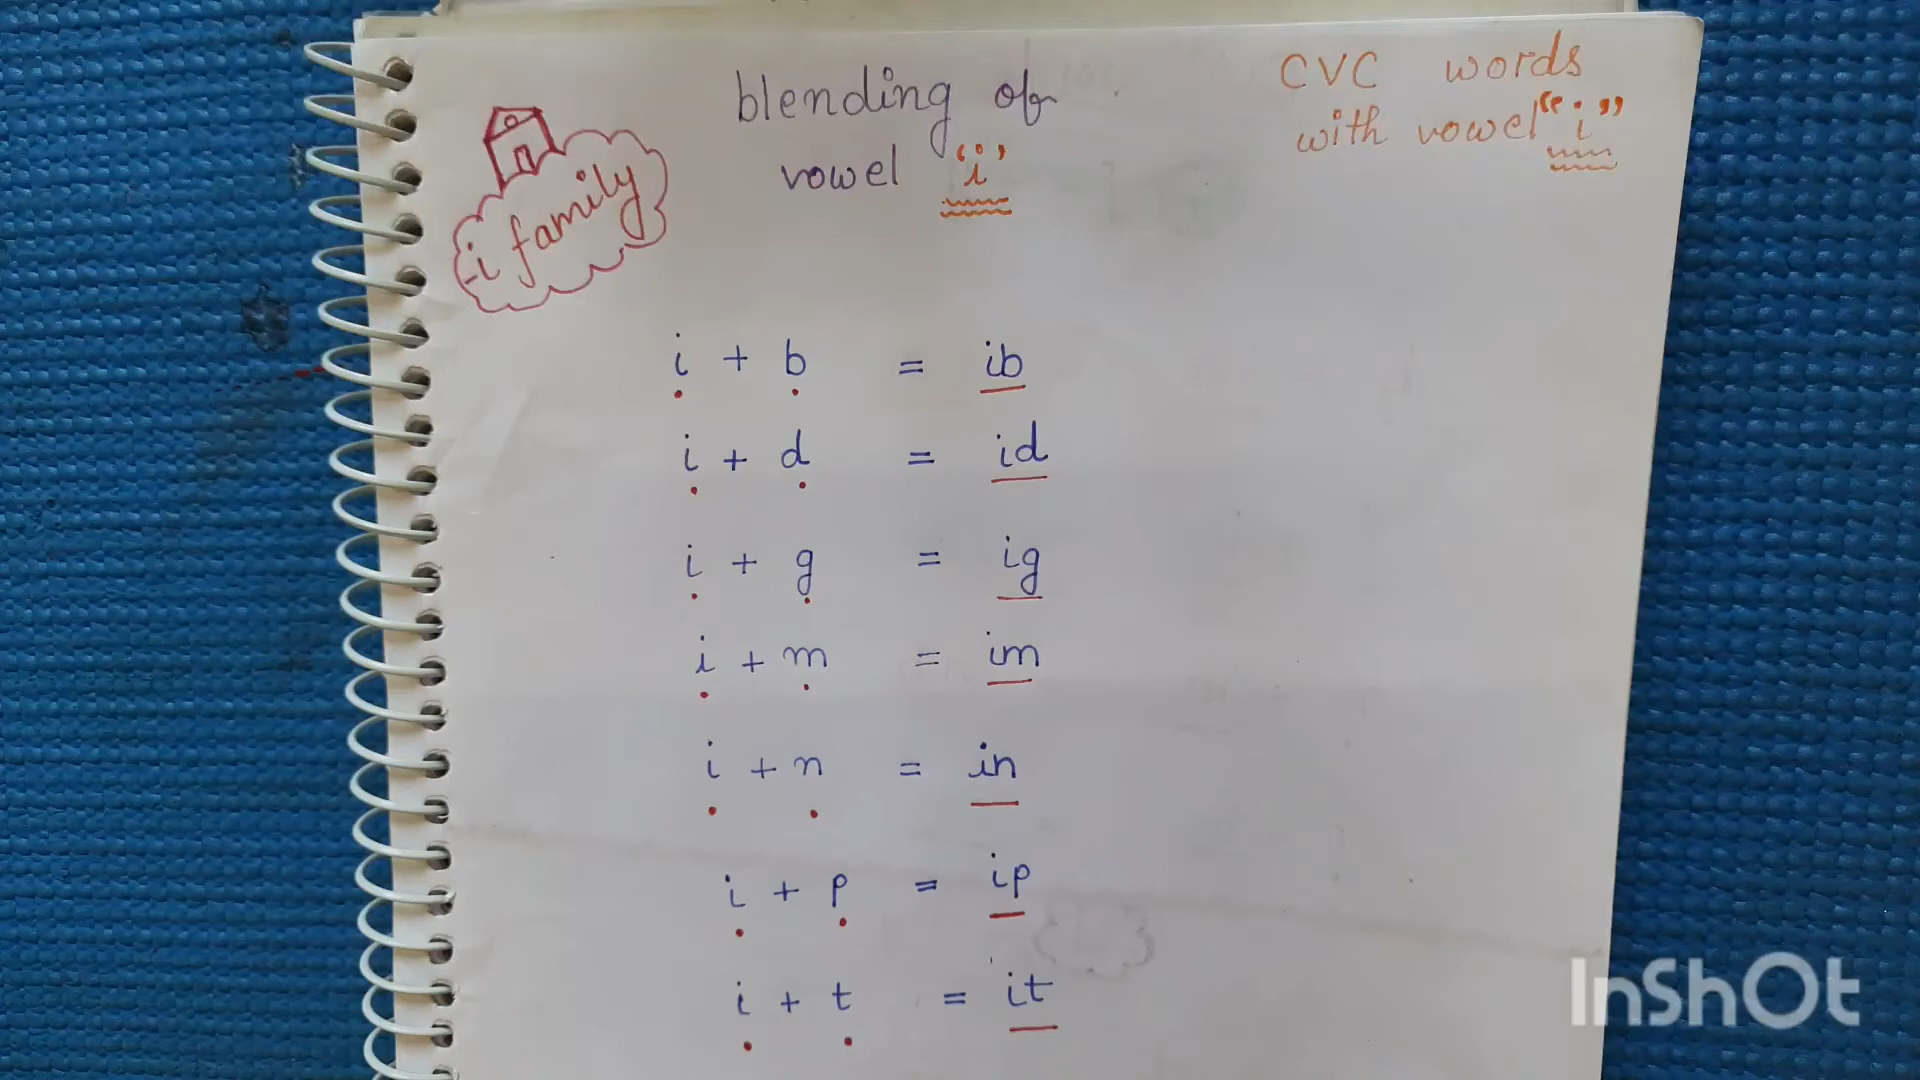 blending of
vowel "i"
CVC words
with vowel "i"
-i family
i + b = ib
i + d = id
i + g = ig
i + m = im
i + n = in
i + p = ip
i + t = it
InShOt